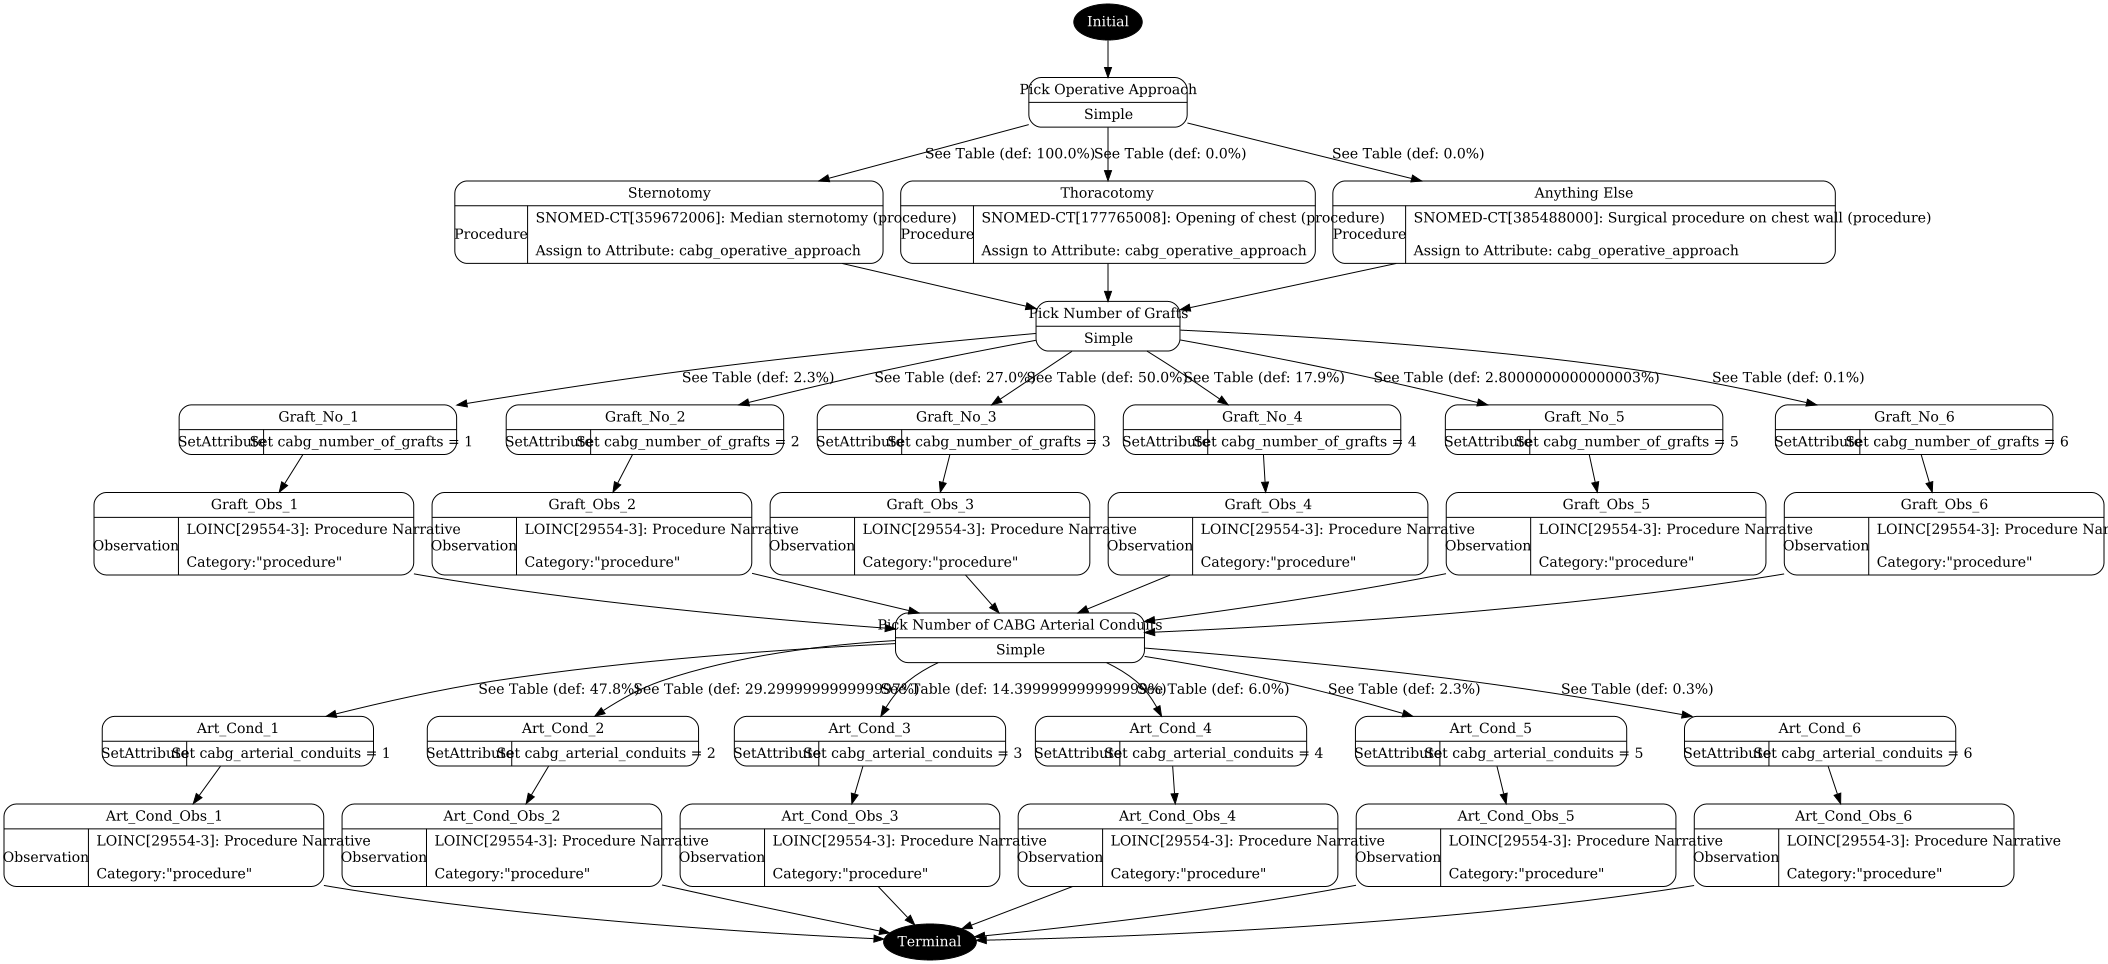 Initial
Pick Operative Approach
Simple
See Table (def: 100.0%)
See Table (def: 0.0%)
See Table (def: 0.0%)
Sternotomy
Procedure
SNOMED-CT[359672006]: Median sternotomy (procedure)
Assign to Attribute: cabg_operative_approach
Thoracotomy
Procedure
SNOMED-CT[177765008]: Opening of chest (procedure)
Assign to Attribute: cabg_operative_approach
Anything Else
Procedure
SNOMED-CT[385488000]: Surgical procedure on chest wall (procedure)
Assign to Attribute: cabg_operative_approach
Pick Number of Grafts
Simple
See Table (def: 2.3%)
See Table (def: 27.0%)
See Table (def: 50.0%)
See Table (def: 17.9%)
See Table (def: 2.8000000000000003%)
See Table (def: 0.1%)
Graft_No_1
SetAttribute
Set cabg_number_of_grafts = 1
Graft_No_2
SetAttribute
Set cabg_number_of_grafts = 2
Graft_No_3
SetAttribute
Set cabg_number_of_grafts = 3
Graft_No_4
SetAttribute
Set cabg_number_of_grafts = 4
Graft_No_5
SetAttribute
Set cabg_number_of_grafts = 5
Graft_No_6
SetAttribute
Set cabg_number_of_grafts = 6
Graft_Obs_1
Observation
LOINC[29554-3]: Procedure Narrative
Category:"procedure"
Graft_Obs_2
Observation
LOINC[29554-3]: Procedure Narrative
Category:"procedure"
Graft_Obs_3
Observation
LOINC[29554-3]: Procedure Narrative
Category:"procedure"
Graft_Obs_4
Observation
LOINC[29554-3]: Procedure Narrative
Category:"procedure"
Graft_Obs_5
Observation
LOINC[29554-3]: Procedure Narrative
Category:"procedure"
Graft_Obs_6
Observation
LOINC[29554-3]: Procedure Nar
Category:"procedure"
Pick Number of CABG Arterial Conduits
Simple
See Table (def: 47.8%)
See Table (def: 29.299999999999997%)
See Table (def: 14.399999999999999%)
See Table (def: 6.0%)
See Table (def: 2.3%)
See Table (def: 0.3%)
Art_Cond_1
SetAttribute
Set cabg_arterial_conduits = 1
Art_Cond_2
SetAttribute
Set cabg_arterial_conduits = 2
Art_Cond_3
SetAttribute
Set cabg_arterial_conduits = 3
Art_Cond_4
SetAttribute
Set cabg_arterial_conduits = 4
Art_Cond_5
SetAttribute
Set cabg_arterial_conduits = 5
Art_Cond_6
SetAttribute
Set cabg_arterial_conduits = 6
Art_Cond_Obs_1
Observation
LOINC[29554-3]: Procedure Narrative
Category:"procedure"
Art_Cond_Obs_2
Observation
LOINC[29554-3]: Procedure Narrative
Category:"procedure"
Art_Cond_Obs_3
Observation
LOINC[29554-3]: Procedure Narrative
Category:"procedure"
Art_Cond_Obs_4
Observation
LOINC[29554-3]: Procedure Narrative
Category:"procedure"
Art_Cond_Obs_5
Observation
LOINC[29554-3]: Procedure Narrative
Category:"procedure"
Art_Cond_Obs_6
Observation
LOINC[29554-3]: Procedure Narrative
Category:"procedure"
Terminal